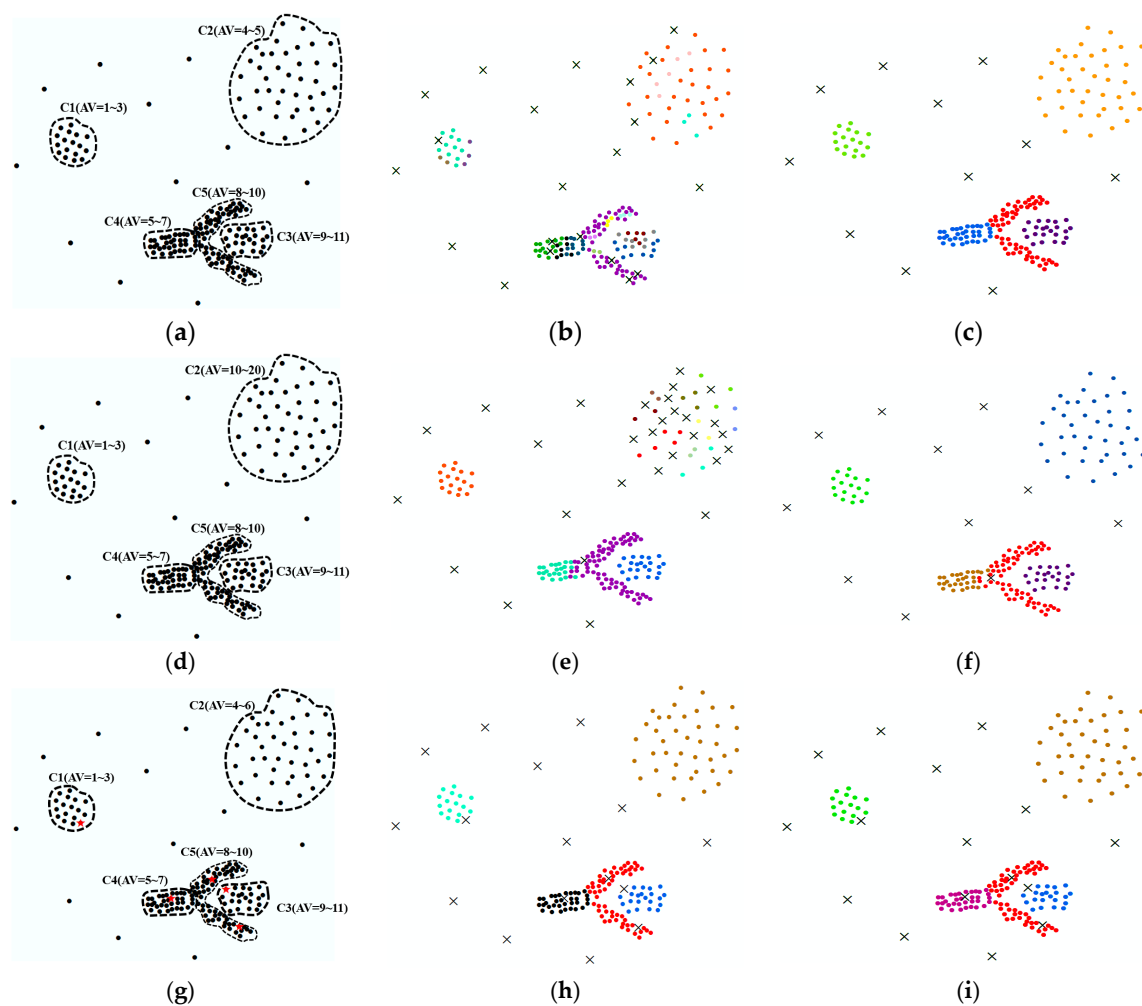 C2(AV=4~5)
C1(AV=1~3)
C5(AV=8~10)
C4(AV=5~7)
C3(AV=9~11)
(a)
(b)
(c)
C2(AV=10~20)
C1(AV=1~3)
C5(AV=8~10)
C4(AV=5~7)
C3(AV=9~11)
(d)
(e)
(f)
C2(AV=4~6)
C1(AV=1~3)
C5(AV=8~10)
C4(AV=5~7)
C3(AV=9~11)
(g)
(h)
(i)